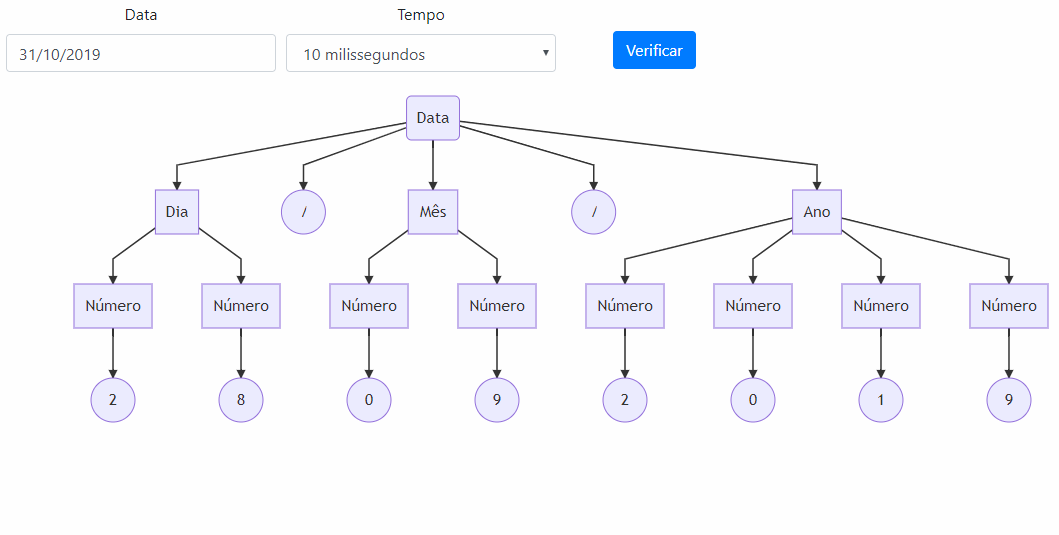 Data Tempo
31/10/2019 10 milissegundos Verificar
Data
Dia / Mês / Ano
Número Número Número Número Número Número Número Número
2 8 0 9 2 0 1 9